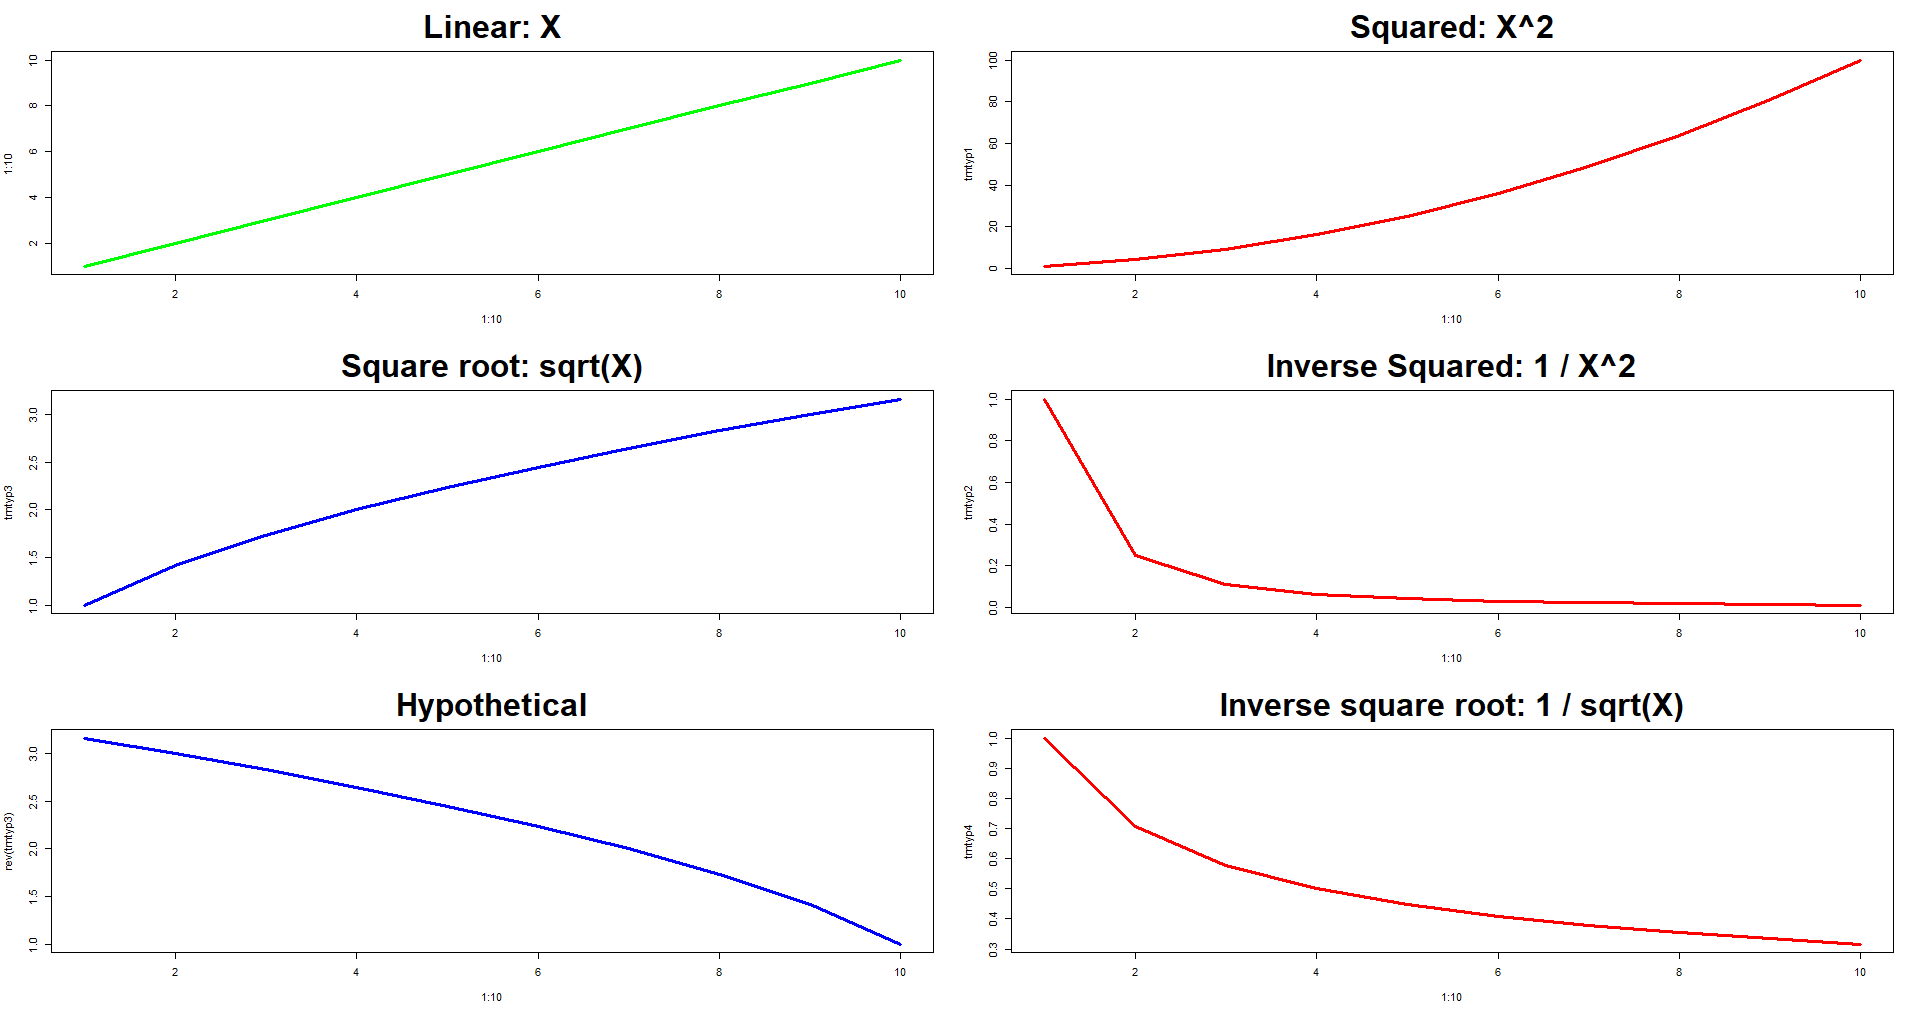 Linear: X
1:10
10
8
6
4
2
2 4 6 8 10
1:10
Squared: X^2
trntyp1
100
80
60
40
20
0
2 4 6 8 10
1:10
Square root: sqrt(X)
trntyp3
3.0
2.5
2.0
1.5
1.0
2 4 6 8 10
1:10
Inverse Squared: 1 / X^2
trntyp2
1.0
0.8
0.6
0.4
0.2
0.0
2 4 6 8 10
1:10
Hypothetical
rev(trntyp3)
3.0
2.5
2.0
1.5
1.0
2 4 6 8 10
1:10
Inverse square root: 1 / sqrt(X)
trntyp4
1.0
0.9
0.8
0.7
0.6
0.5
0.4
0.3
2 4 6 8 10
1:10